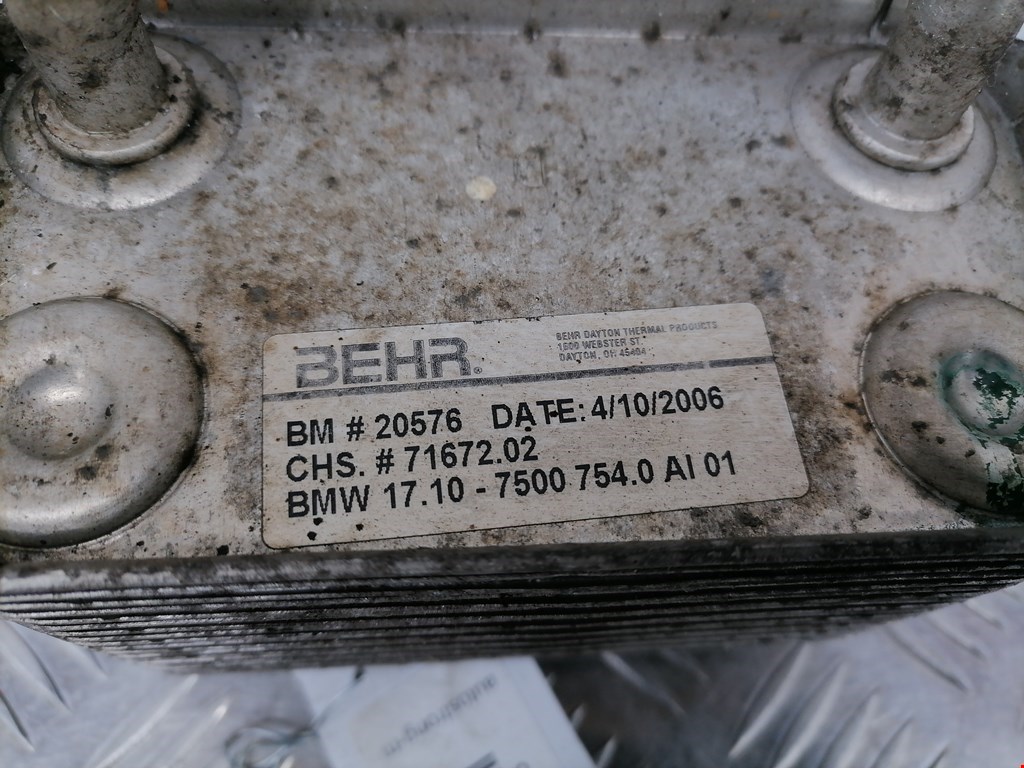 BEHR®
BEHR DAYTON THERMAL PRODUCTS
1600 WEBSTER ST.
DAYTON, OH 45404
BM # 20576 DATE: 4/10/2006
CHS. # 71672.02
BMW 17.10 - 7500 754.0 AI 01